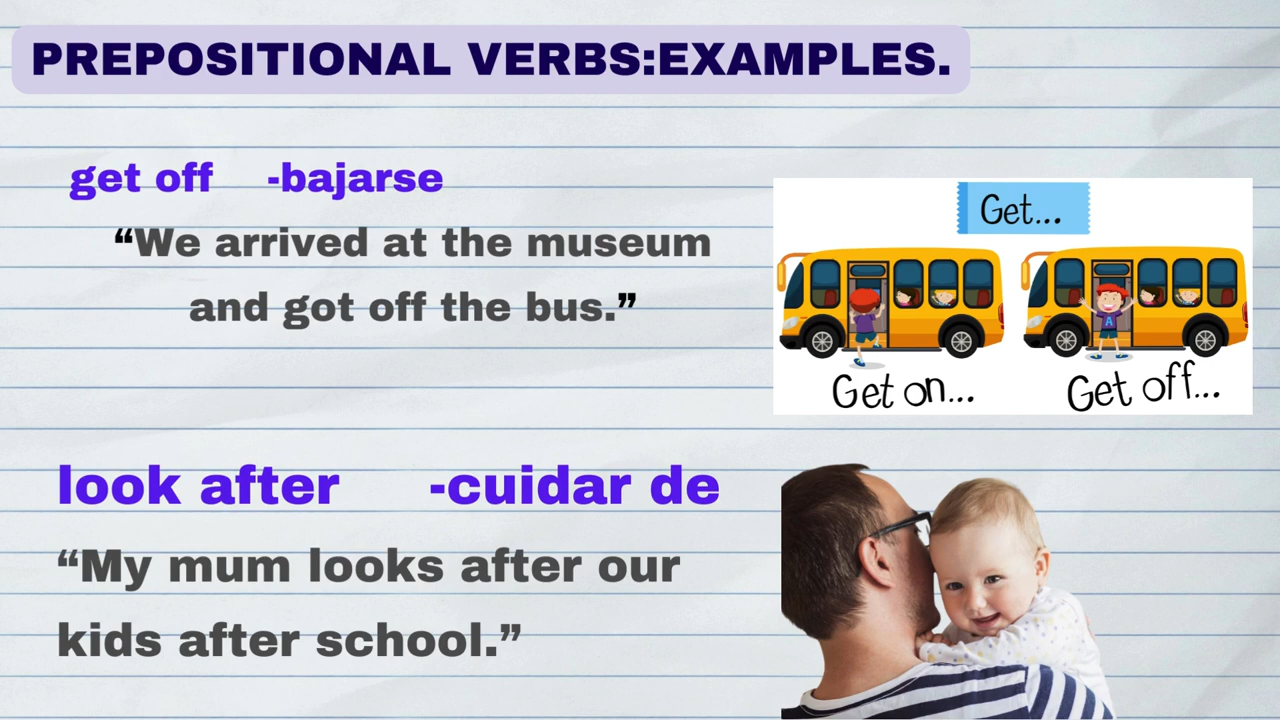 PREPOSITIONAL VERBS:EXAMPLES.
get off -bajarse
“We arrived at the museum
and got off the bus.”
Get...
Get on...
Get off...
A
look after -cuidar de
“My mum looks after our
kids after school.”